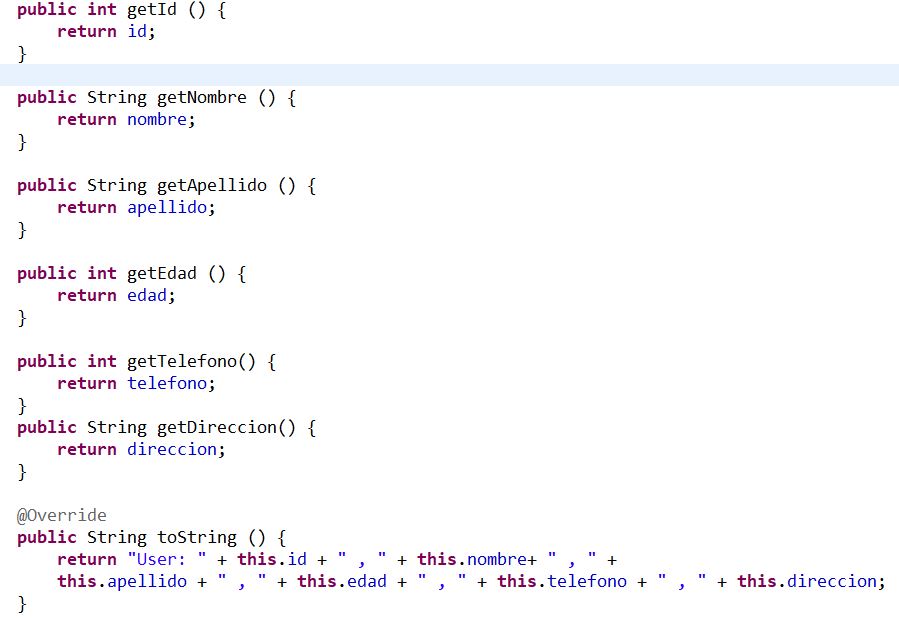 public int getId () {
    return id;
}
public String getNombre () {
    return nombre;
}
public String getApellido () {
    return apellido;
}
public int getEdad () {
    return edad;
}
public int getTelefono() {
    return telefono;
}
public String getDireccion() {
    return direccion;
}
@Override
public String toString () {
    return "User: " + this.id + " , " + this.nombre+ " , " +
    this.apellido + " , " + this.edad + " , " + this.telefono + " , " + this.direccion;
}